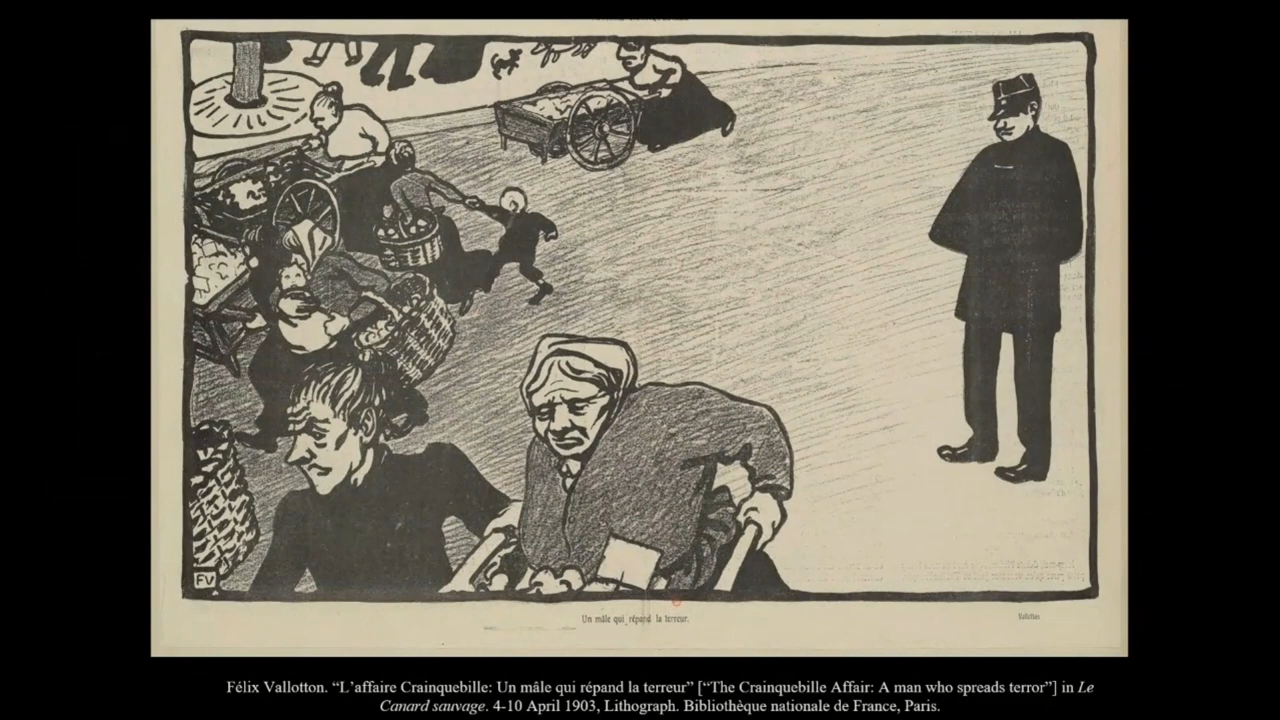 FV
Un mâle qui répand la terreur.
Vallotton
Félix Vallotton. “L’affaire Crainquebille: Un mâle qui répand la terreur” [“The Crainquebille Affair: A man who spreads terror”] in Le
Canard sauvage. 4-10 April 1903, Lithograph. Bibliothèque nationale de France, Paris.